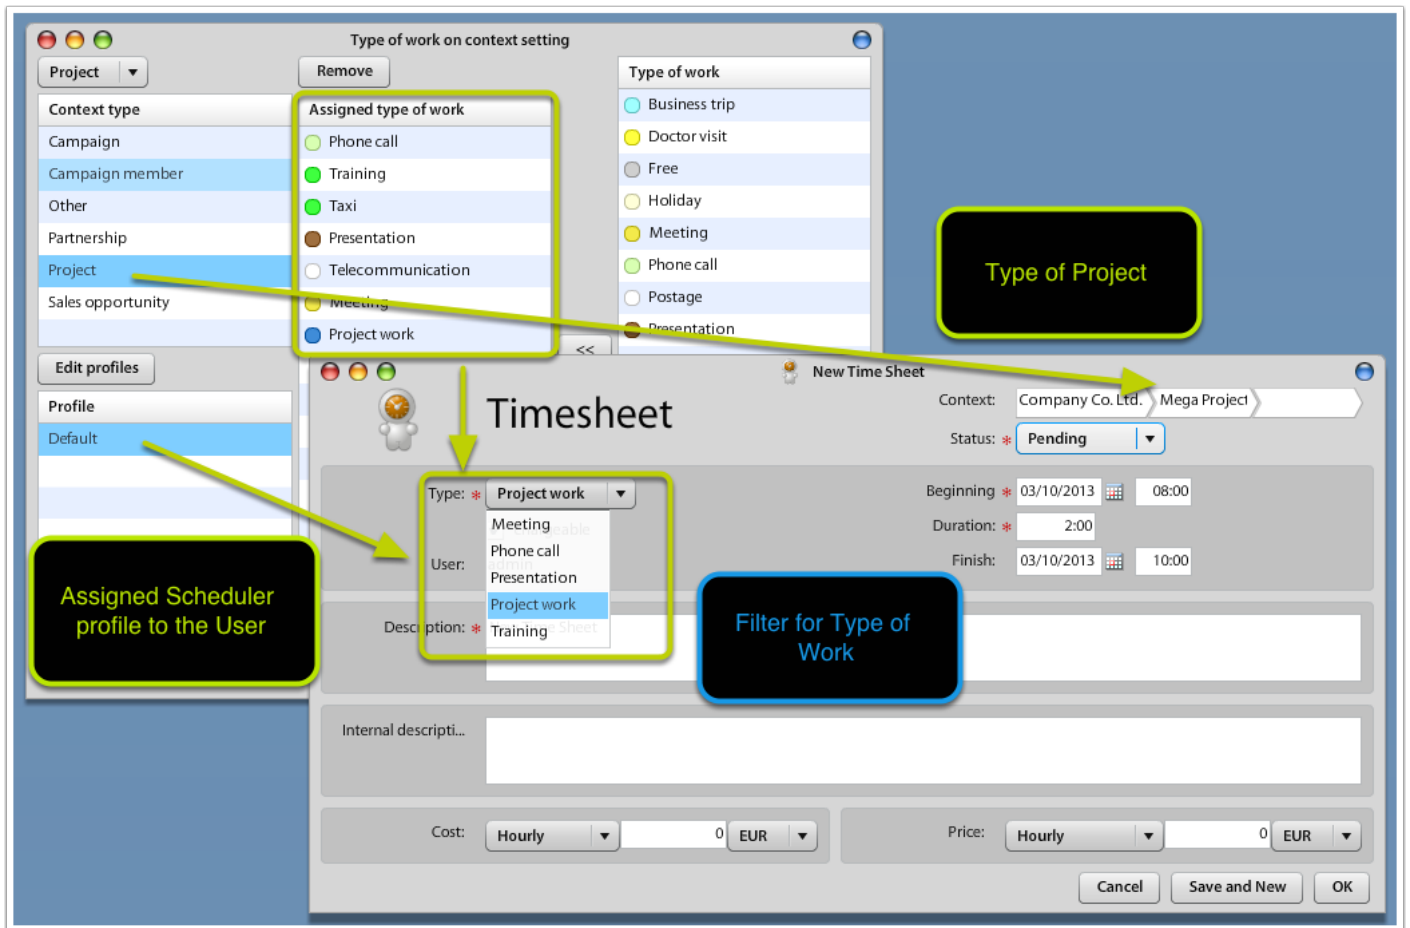 Type of work on context setting
Project
Remove
Type of work
Context type
Assigned type of work
Business trip
Campaign
Phone call
Doctor visit
Campaign member
Training
Free
Other
Taxi
Holiday
Partnership
Presentation
Meeting
Project
Telecommunication
Phone call
Sales opportunity
Meeting
Postage
Project work
Presentation
<<
Type of Project
Edit profiles
Profile
Default
New Time Sheet
Timesheet
Context: Company Co. Ltd. Mega Project
Status: * Pending
Type: * Project work
Beginning * 03/10/2013 08:00
Meeting
Duration: * 2:00
Phone call
User: admin
Finish: 03/10/2013 10:00
Presentation
Project work
Description: * Sheet
Training
Assigned Scheduler
profile to the User
Filter for Type of
Work
Internal descripti...
Cost: Hourly 0 EUR
Price: Hourly 0 EUR
Cancel
Save and New
OK